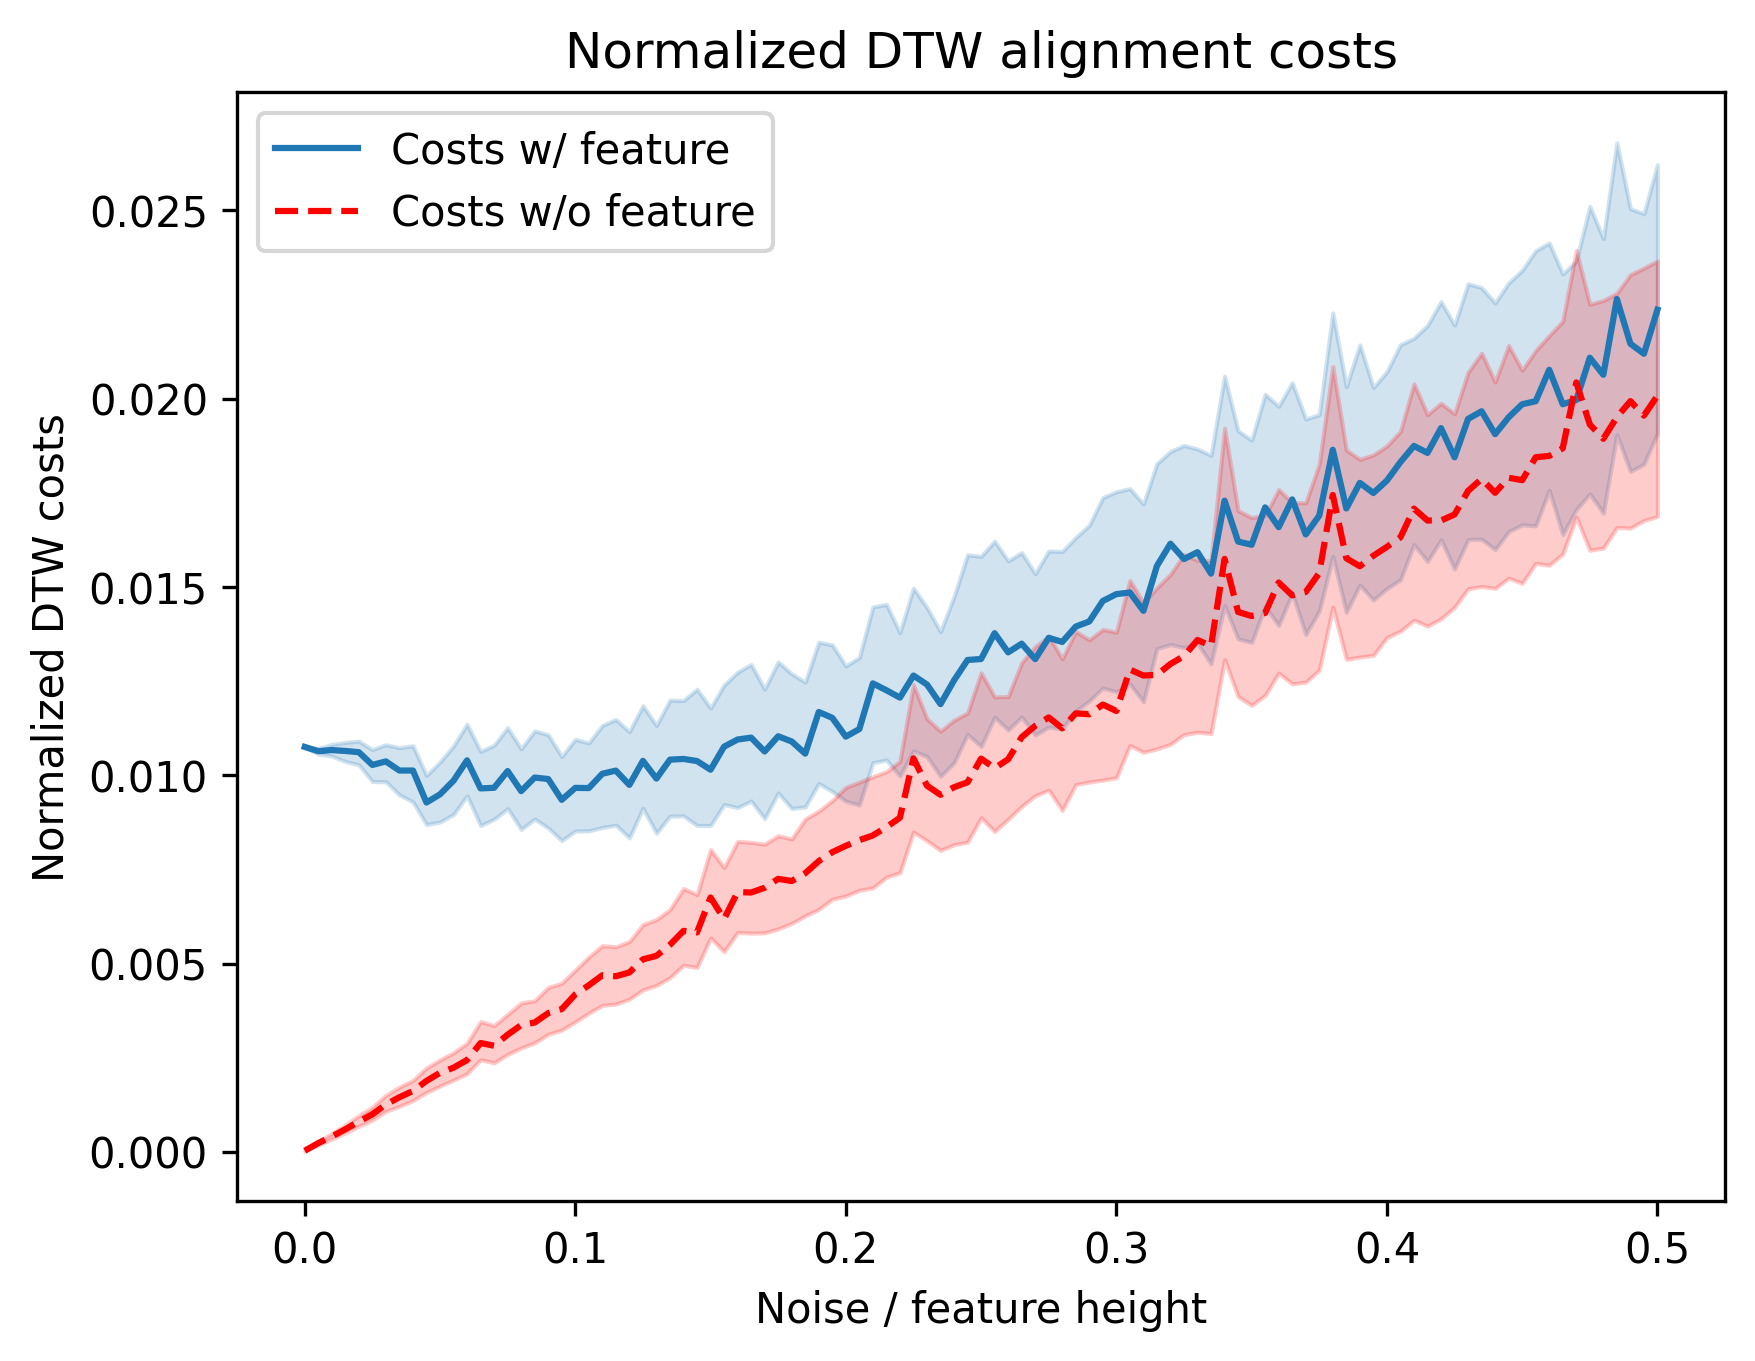 Normalized DTW alignment costs
Costs w/ feature
Costs w/o feature
Normalized DTW costs
0.025
0.020
0.015
0.010
0.005
0.000
0.0 0.1 0.2 0.3 0.4 0.5
Noise / feature height